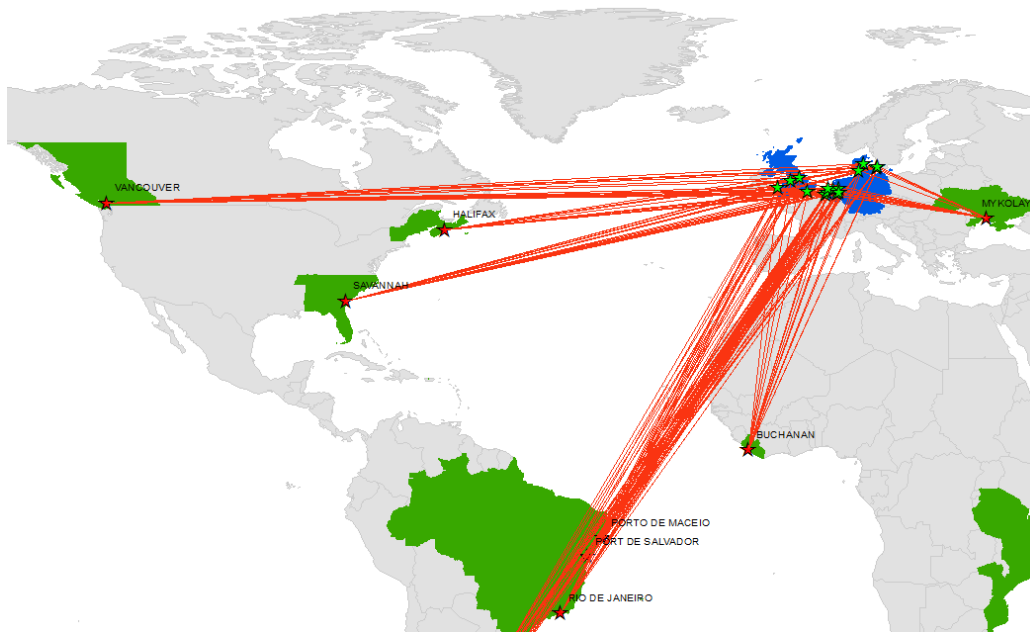 VANCOUVER
HALIFAX
MYKOLAY
SAVANNAH
BUCHANAN
PORTO DE MACEIO
PORT DE SALVADOR
RIO DE JANEIRO